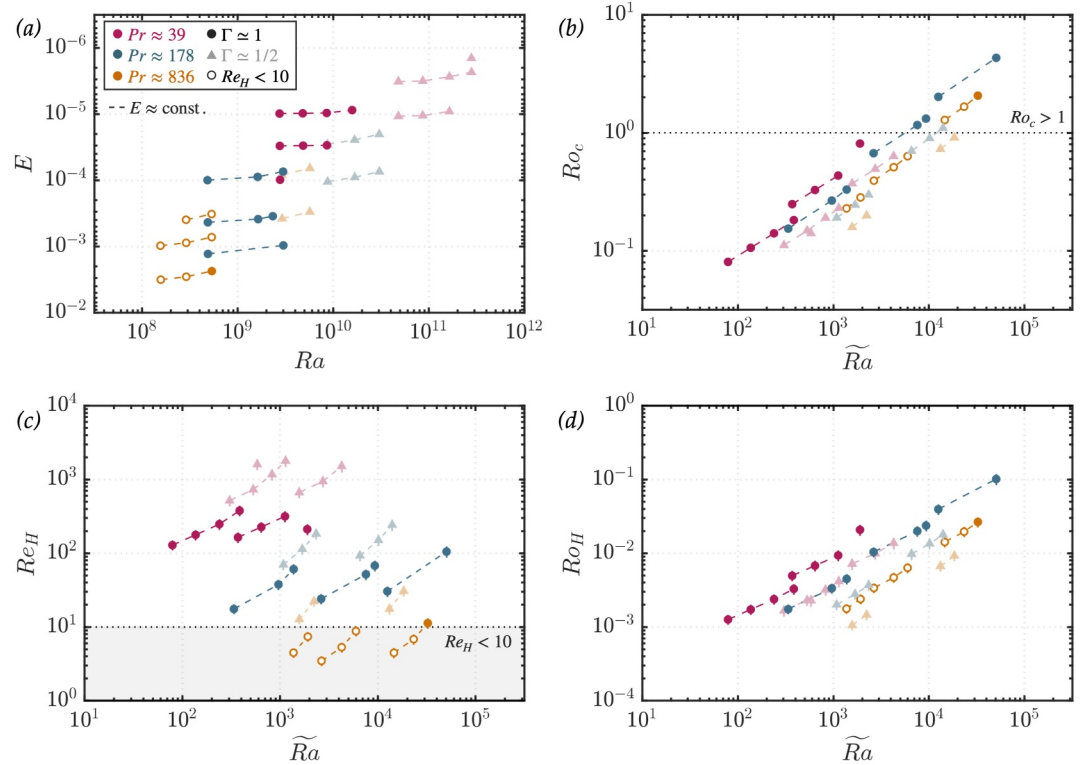 (a)
Pr ≈ 39
Γ ≃ 1
Pr ≈ 178
Γ ≃ 1/2
Pr ≈ 836
Re_H < 10
E ≈ const.
10^-6
10^-5
10^-4
10^-3
10^-2
E
10^8
10^9
10^10
10^11
10^12
Ra
(b)
10^1
10^0
10^-1
Ro_c
Ro_c > 1
10^1
10^2
10^3
10^4
10^5
R͠a
(c)
10^4
10^3
10^2
10^1
10^0
Re_H
Re_H < 10
10^1
10^2
10^3
10^4
10^5
R͠a
(d)
10^0
10^-1
10^-2
10^-3
10^-4
Ro_H
10^1
10^2
10^3
10^4
10^5
R͠a